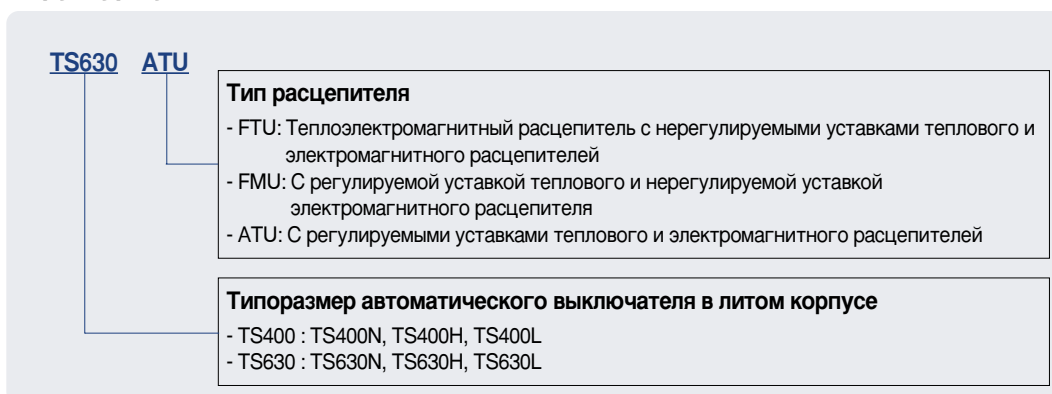 TS630 ATU
Тип расцепителя
- FTU: Теплоэлектромагнитный расцепитель с нерегулируемыми уставками теплового и
электромагнитного расцепителей
- FMU: С регулируемой уставкой теплового и нерегулируемой уставкой
электромагнитного расцепителя
- ATU: С регулируемыми уставками теплового и электромагнитного расцепителей
Типоразмер автоматического выключателя в литом корпусе
- TS400 : TS400N, TS400H, TS400L
- TS630 : TS630N, TS630H, TS630L